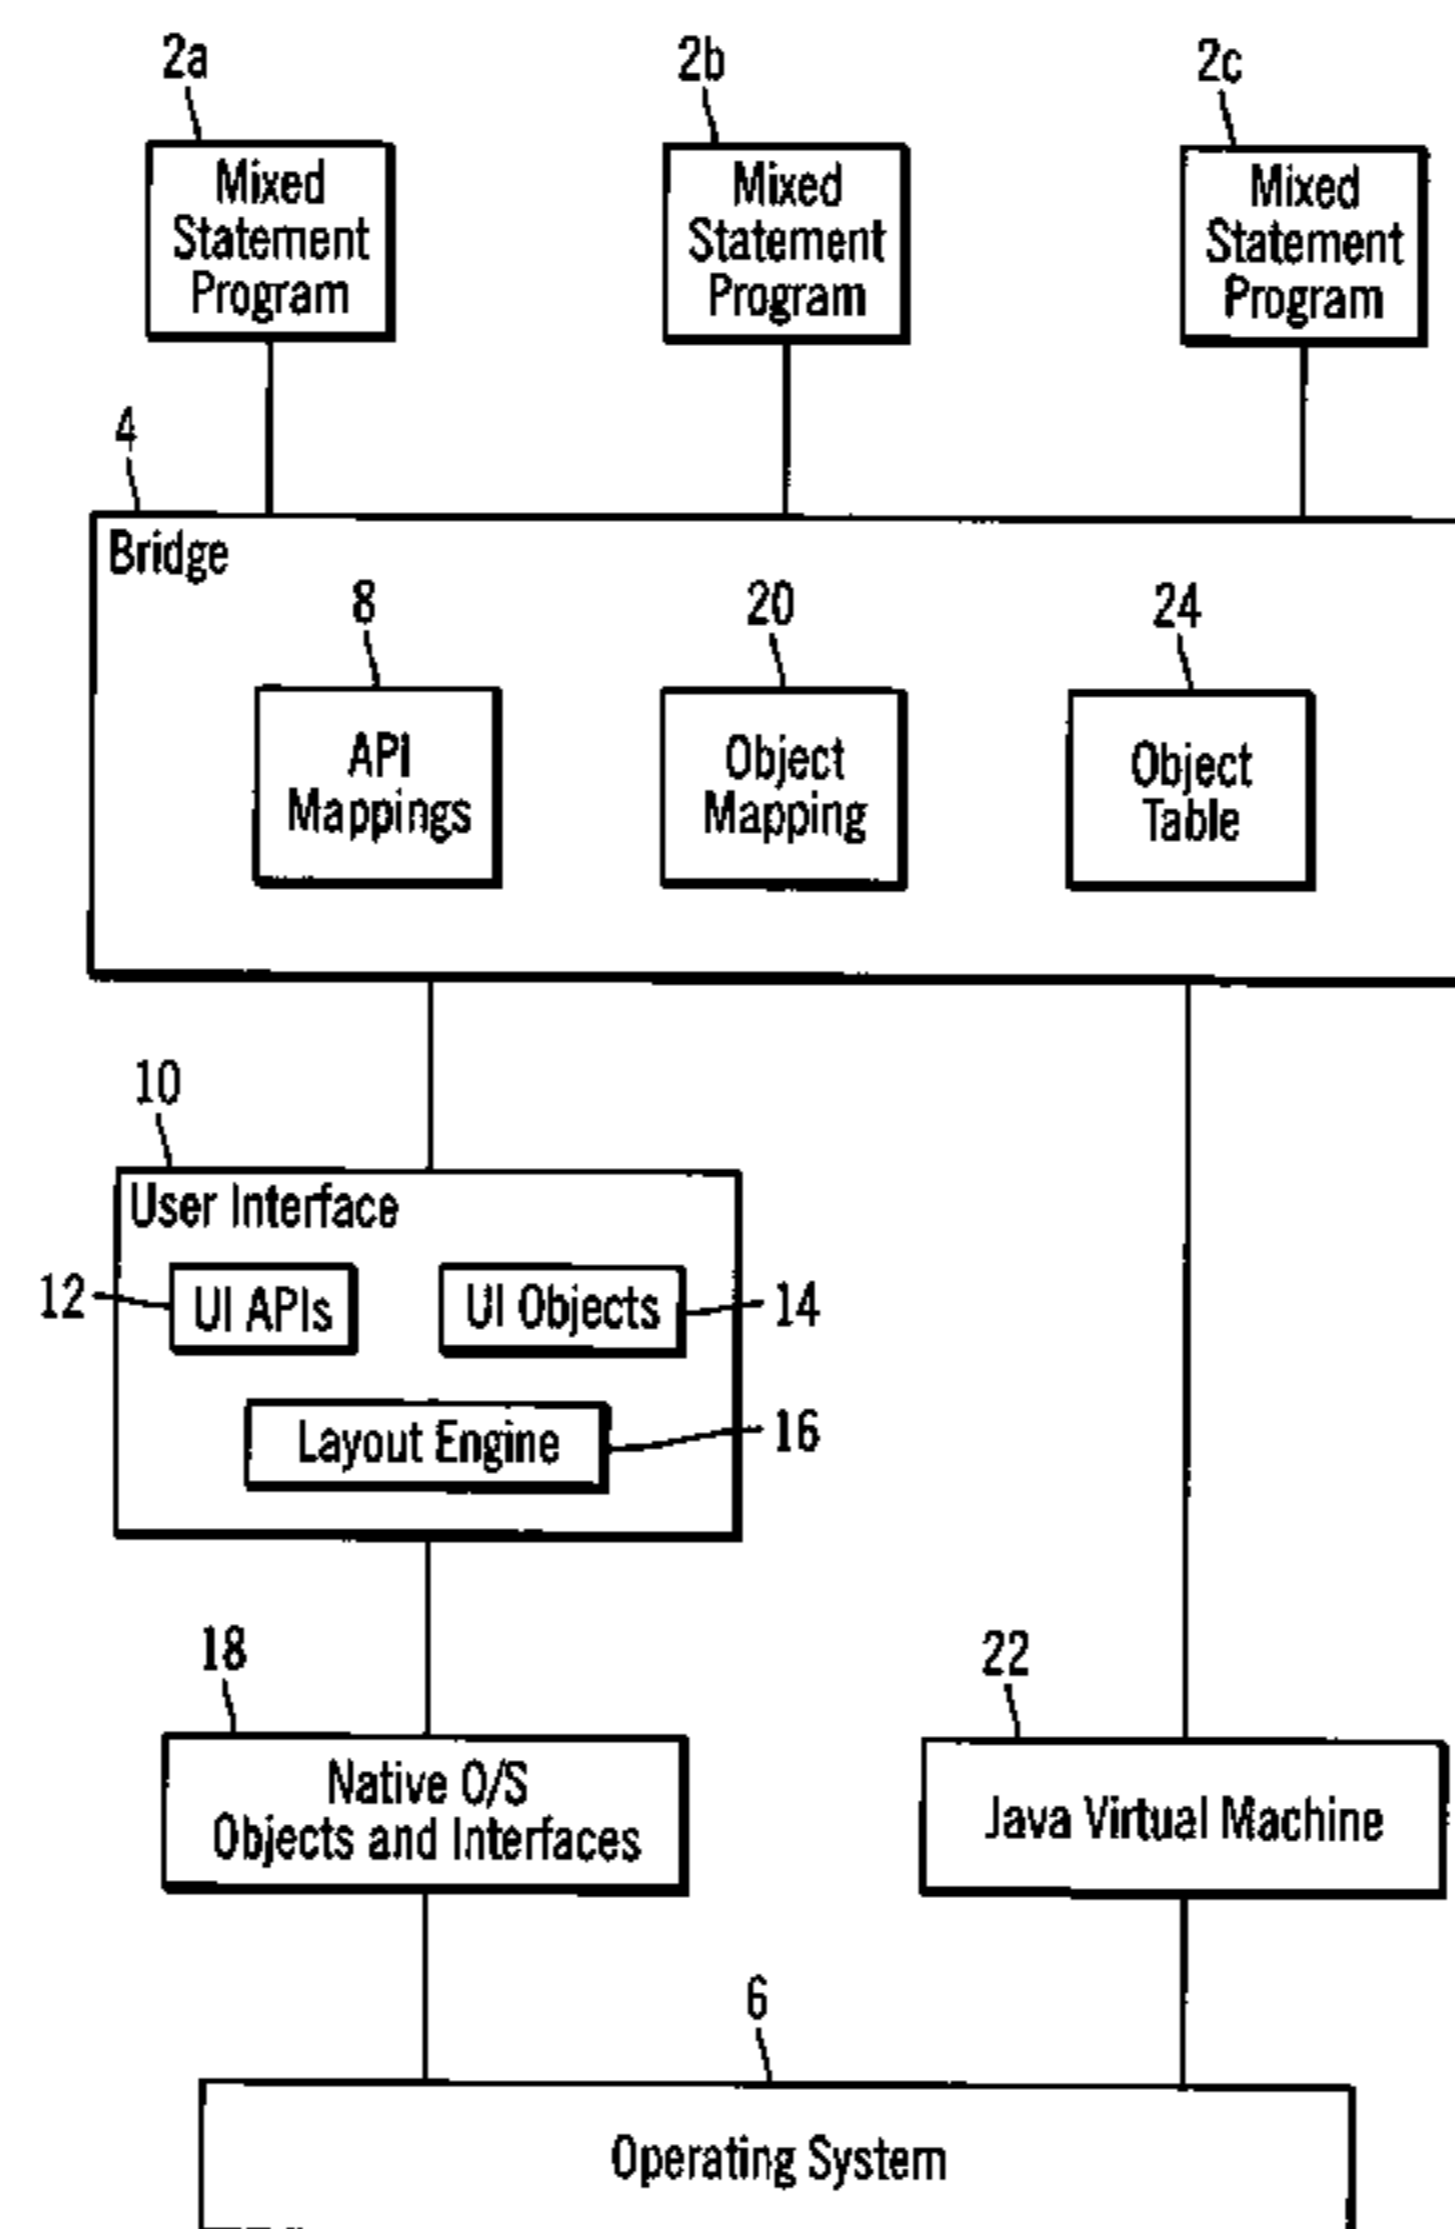 2a
2b
2c
Mixed
Statement
Program
Mixed
Statement
Program
Mixed
Statement
Program
4
Bridge
8
20
24
API
Mappings
Object
Mapping
Object
Table
10
User Interface
12
UI APIs
UI Objects
14
Layout Engine
16
18
22
Native O/S
Objects and Interfaces
Java Virtual Machine
6
Operating System